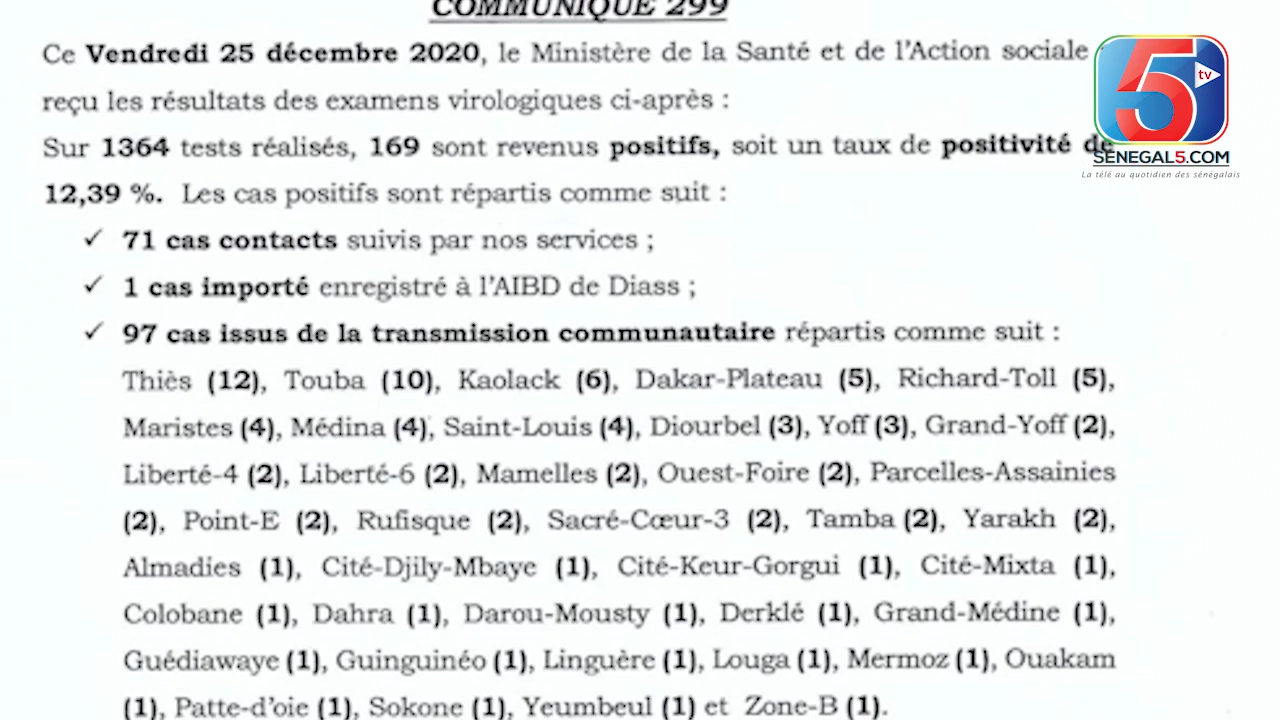 COMMUNIQUE 299
Ce Vendredi 25 décembre 2020, le Ministère de la Santé et de l'Action sociale
reçu les résultats des examens virologiques ci-après :
Sur 1364 tests réalisés, 169 sont revenus positifs, soit un taux de positivité de
12,39 %. Les cas positifs sont répartis comme suit :
✓ 71 cas contacts suivis par nos services ;
✓ 1 cas importé enregistré à l'AIBD de Diass ;
✓ 97 cas issus de la transmission communautaire répartis comme suit :
Thiès (12), Touba (10), Kaolack (6), Dakar-Plateau (5), Richard-Toll (5),
Maristes (4), Médina (4), Saint-Louis (4), Diourbel (3), Yoff (3), Grand-Yoff (2),
Liberté-4 (2), Liberté-6 (2), Mamelles (2), Ouest-Foire (2), Parcelles-Assainies
(2), Point-E (2), Rufisque (2), Sacré-Cœur-3 (2), Tamba (2), Yarakh (2),
Almadies (1), Cité-Djily-Mbaye (1), Cité-Keur-Gorgui (1), Cité-Mixta (1),
Colobane (1), Dahra (1), Darou-Mousty (1), Derklé (1), Grand-Médine (1),
Guédiawaye (1), Guinguinéo (1), Linguère (1), Louga (1), Mermoz (1), Ouakam
(1), Patte-d'oie (1), Sokone (1), Yeumbeul (1) et Zone-B (1).
5 tv
SENEGAL5.COM
La télé au quotidien des sénégalais